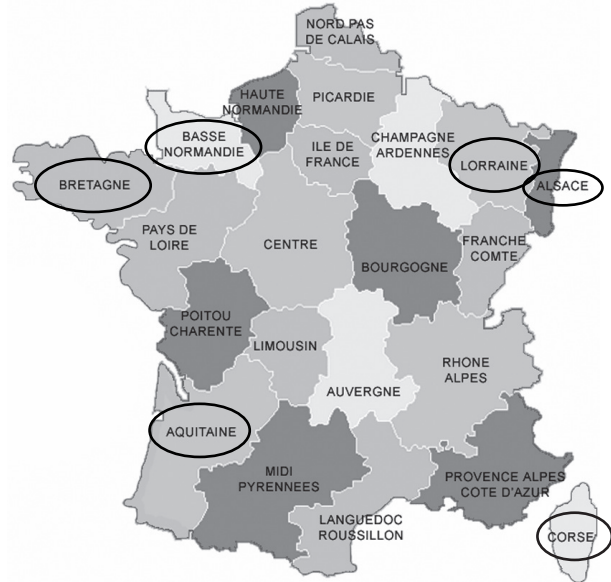 NORD PAS
DE CALAIS
HAUTE
NORMANDIE
PICARDIE
BASSE
NORMANDIE
CHAMPAGNE
ARDENNES
ILE DE
FRANCE
LORRAINE
ALSACE
BRETAGNE
PAYS DE
LOIRE
CENTRE
FRANCHE
COMTE
BOURGOGNE
POITOU
CHARENTE
LIMOUSIN
RHONE
ALPES
AUVERGNE
AQUITAINE
MIDI
PYRENNEES
PROVENCE ALPES
COTE D'AZUR
LANGUEDOC
ROUSSILLON
CORSE